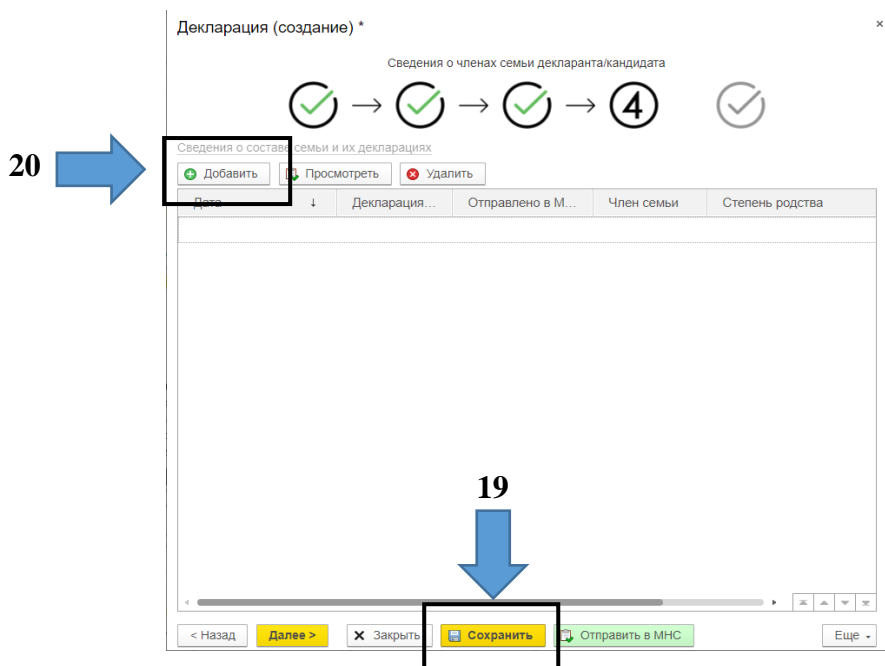 Декларация (создание) *
×
Сведения о членах семьи декларанта/кандидата
4
Сведения о составе семьи и их декларациях
20
Добавить Просмотреть Удалить
Дата ↓ Декларация... Отправлено в М... Член семьи Степень родства
19
< Назад Далее > Закрыть Сохранить Отправить в МНС Еще